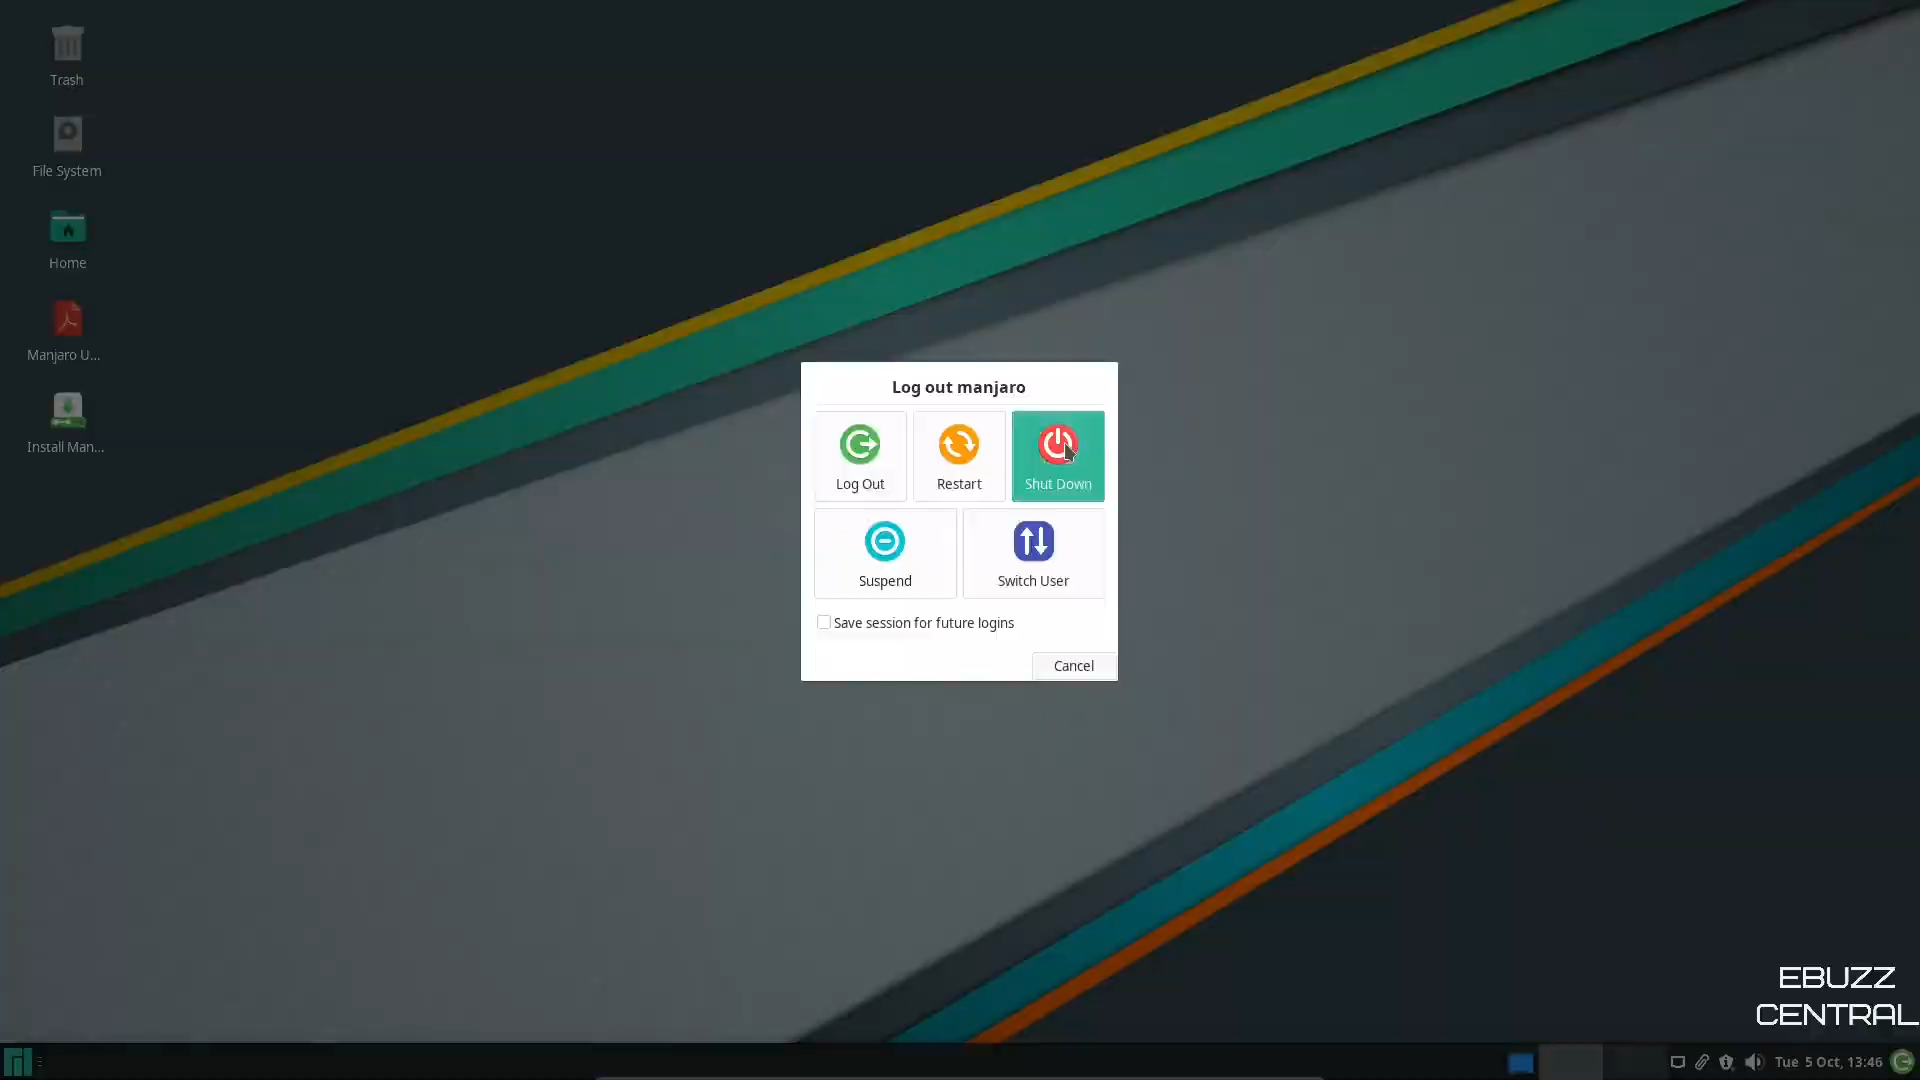 Trash
File System
Home
Manjaro U...
Install Man...
Log out manjaro
Log Out
Restart
Shut Down
Suspend
Switch User
Save session for future logins
Cancel
EBUZZ
CENTRAL
Tue 5 Oct, 13:46